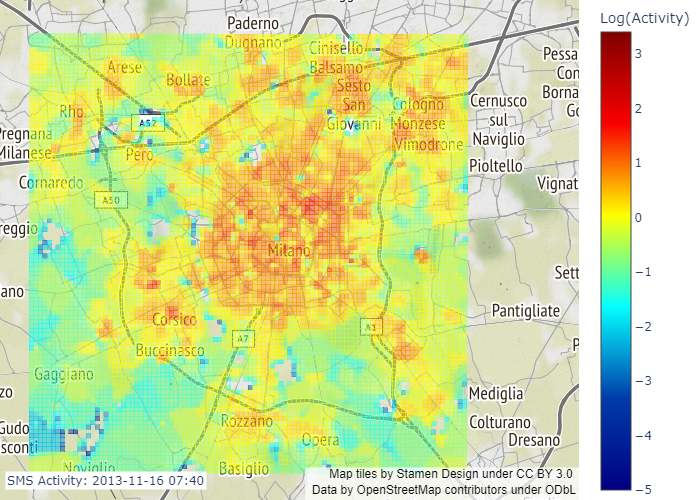 Log(Activity)
3
2
1
0
−1
−2
−3
−4
−5
Paderno
Dugnano
Cinisello
Balsamo
Arese
Bollate
Sesto
San
Giovanni
Rho
A52
Pero
Cologno
Monzese
Vimodrone
Pessa
Con
Borna
Go
Cernusco
sul
Naviglio
Pioltello
Vignat
Pregnana
Milanese
Cornaredo
A50
reggio
Milano
Sett
ano
Corsico
Buccinasco
A7
A1
Pantigliate
P
Gaggiano
zo
Mediglia
Colturano
Dresano
Rozzano
Opera
Gudo
sconti
Noviglio
Basiglio
SMS Activity: 2013-11-16 07:40
Map tiles by Stamen Design under CC BY 3.0
Data by OpenStreetMap contributors under ODbL